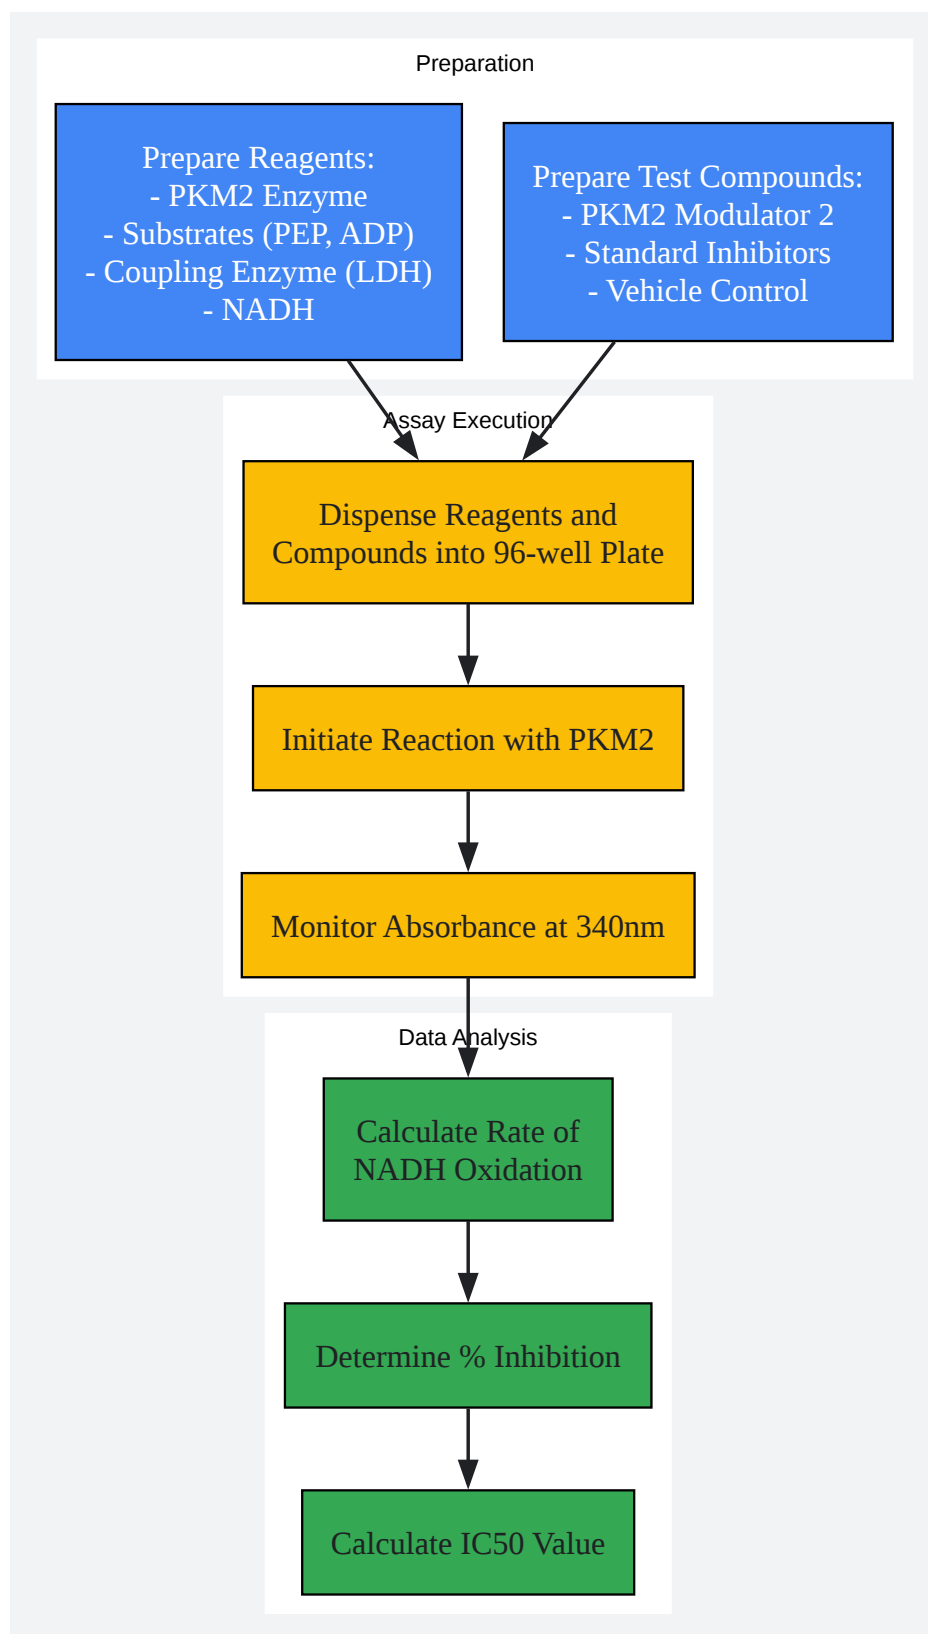 Preparation
Prepare Reagents:
- PKM2 Enzyme
- Substrates (PEP, ADP)
- Coupling Enzyme (LDH)
- NADH
Prepare Test Compounds:
- PKM2 Modulator 2
- Standard Inhibitors
- Vehicle Control
Assay Execution
Dispense Reagents and
Compounds into 96-well Plate
Initiate Reaction with PKM2
Monitor Absorbance at 340nm
Data Analysis
Calculate Rate of
NADH Oxidation
Determine % Inhibition
Calculate IC50 Value